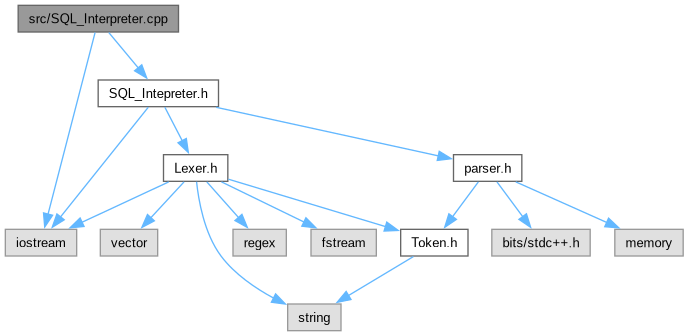 src/SQL_Interpreter.cpp
SQL_Intepreter.h
Lexer.h
parser.h
iostream
vector
regex
fstream
Token.h
bits/stdc++.h
memory
string